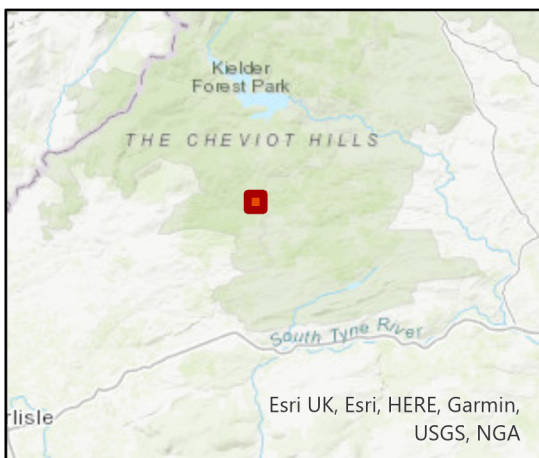 Kielder
Forest Park
THE CHEVIOT HILLS
South Tyne River
rlisle
Esri UK, Esri, HERE, Garmin,
USGS, NGA